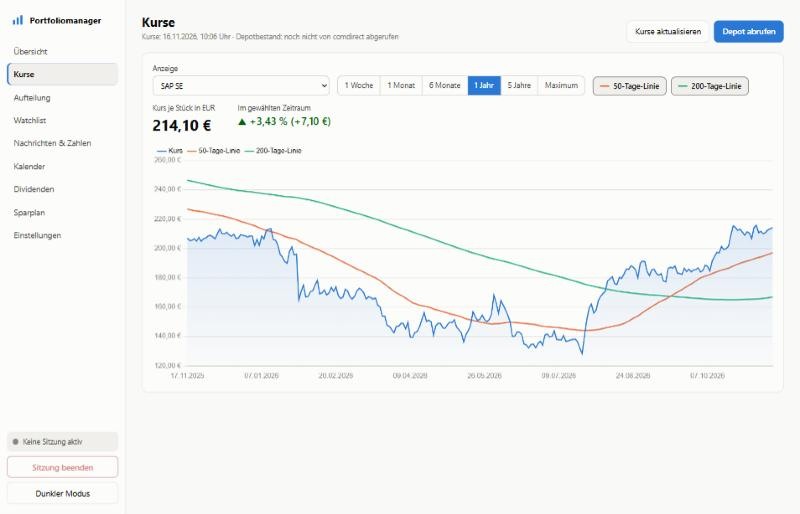 Portfoliomanager
Übersicht
Kurse
Aufteilung
Watchlist
Nachrichten & Zahlen
Kalender
Dividenden
Sparplan
Einstellungen
Keine Sitzung aktiv
Sitzung beenden
Dunkler Modus
Kurse
Kurse: 16.11.2026, 10:06 Uhr · Depotbestand: noch nicht von comdirect abgerufen
Kurse aktualisieren
Depot abrufen
Anzeige
SAP SE
1 Woche
1 Monat
6 Monate
1 Jahr
5 Jahre
Maximum
50-Tage-Linie
200-Tage-Linie
Kurs je Stück in EUR
214,10 €
Im gewählten Zeitraum
▲ +3,43 % (+7,10 €)
Kurs 50-Tage-Linie 200-Tage-Linie
260,00 €
240,00 €
220,00 €
200,00 €
180,00 €
160,00 €
140,00 €
120,00 €
17.11.2025 07.01.2026 20.02.2026 09.04.2026 26.05.2026 09.07.2026 24.08.2026 07.10.2026